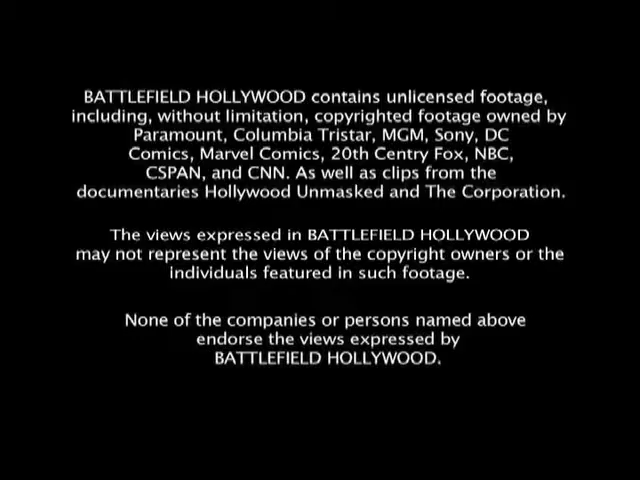 BATTLEFIELD HOLLYWOOD contains unlicensed footage,
including, without limitation, copyrighted footage owned by
Paramount, Columbia Tristar, MGM, Sony, DC
Comics, Marvel Comics, 20th Centry Fox, NBC,
CSPAN, and CNN. As well as clips from the
documentaries Hollywood Unmasked and The Corporation.
The views expressed in BATTLEFIELD HOLLYWOOD
may not represent the views of the copyright owners or the
individuals featured in such footage.
None of the companies or persons named above
endorse the views expressed by
BATTLEFIELD HOLLYWOOD.